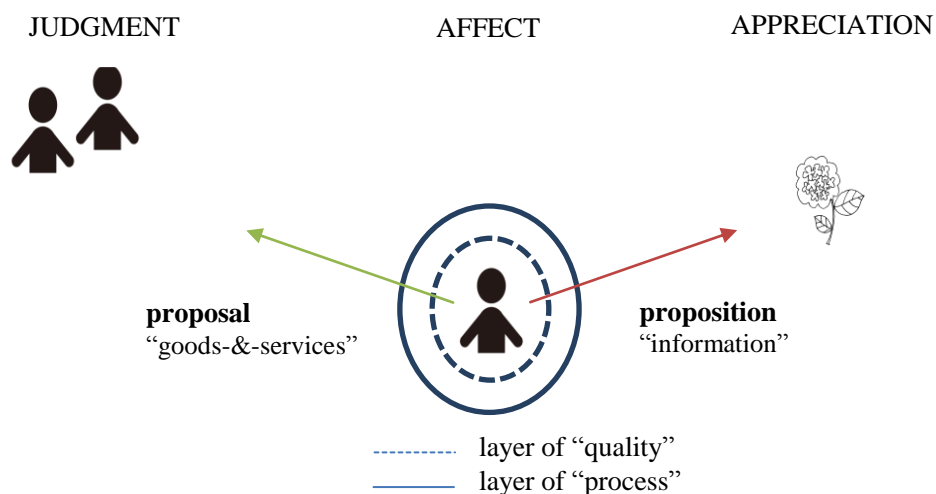 JUDGMENT
AFFECT
APPRECIATION
proposal
“goods-&-services”
proposition
“information”
layer of “quality”
layer of “process”